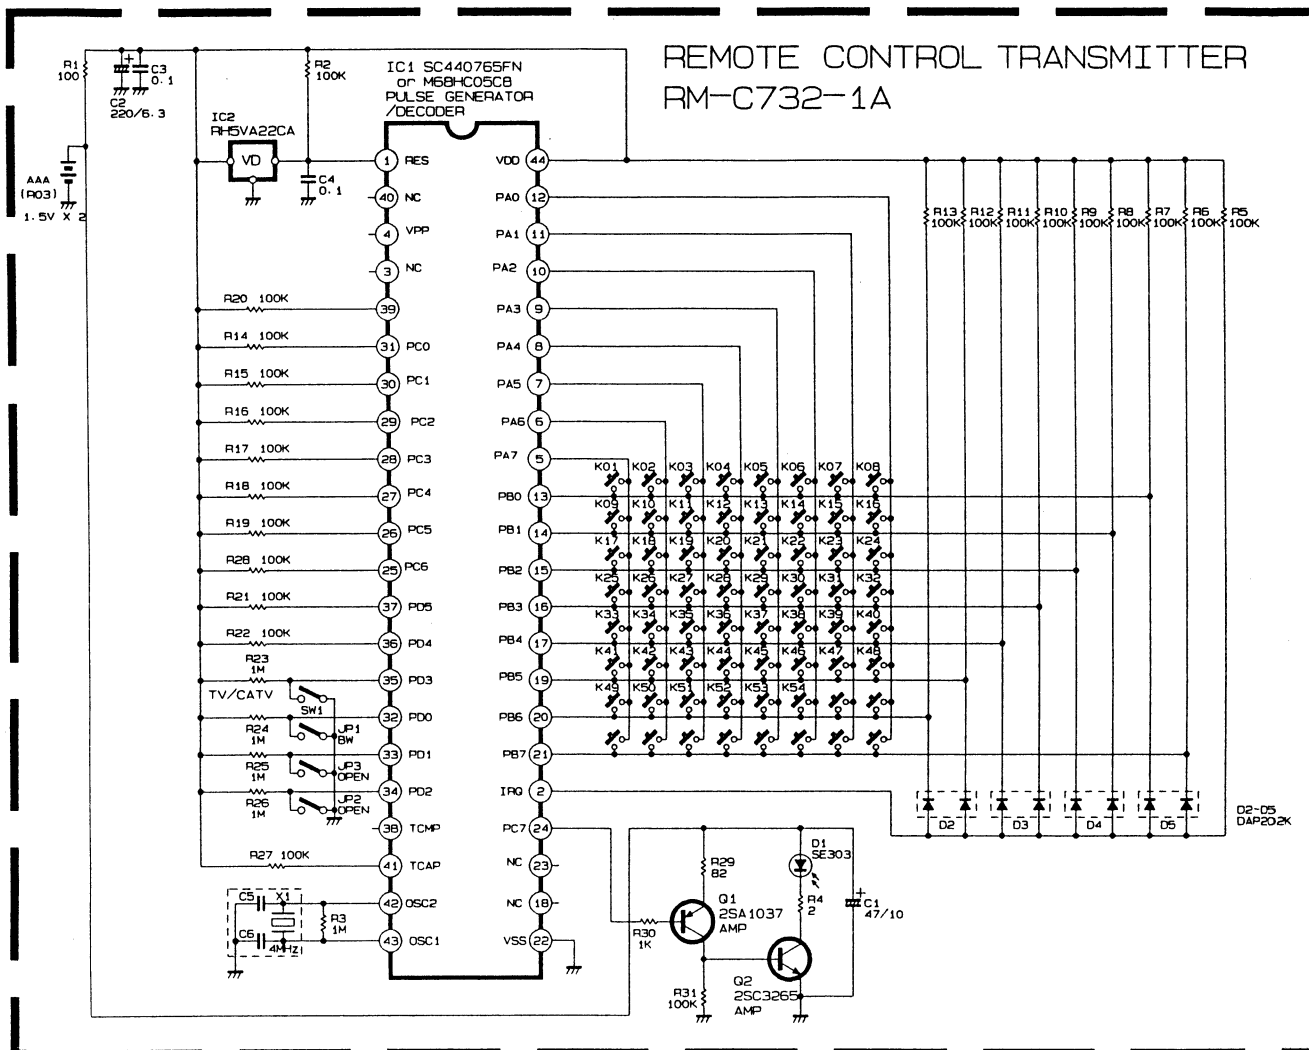 REMOTE CONTROL TRANSMITTER
RM-C732-1A
R1
100
C3
0.1
C2
220/6.3
R2
100K
IC1 SC440765FN
or M68HC05C8
PULSE GENERATOR
/DECODER
IC2
RH5VA22CA
VD
C4
0.1
AAA
(R03)
1.5V X 2
1 RES
40 NC
4 VPP
3 NC
R20 100K
39
R14 100K
31 PC0
R15 100K
30 PC1
R16 100K
29 PC2
R17 100K
28 PC3
R18 100K
27 PC4
R19 100K
26 PC5
R28 100K
25 PC6
R21 100K
37 PD5
R22 100K
36 PD4
R23
1M
35 PD3
TV/CATV
SW1
32 PD0
R24
1M
JP1
BW
33 PD1
R25
1M
JP3
OPEN
34 PD2
R26
1M
JP2
OPEN
38 TCMP
R27 100K
41 TCAP
C5
X1
42 OSC2
R3
1M
C6
4MHz
43 OSC1
VDD 44
PA0 12
PA1 11
PA2 10
PA3 9
PA4 8
PA5 7
PA6 6
PA7 5
PB0 13
PB1 14
PB2 15
PB3 16
PB4 17
PB5 19
PB6 20
PB7 21
IRQ 2
PC7 24
NC 23
NC 18
VSS 22
K01 K02 K03 K04 K05 K06 K07 K08
K09 K10 K11 K12 K13 K14 K15 K16
K17 K18 K19 K20 K21 K22 K23 K24
K25 K26 K27 K28 K29 K30 K31 K32
K33 K34 K35 K36 K37 K38 K39 K40
K41 K42 K43 K44 K45 K46 K47 K48
K49 K50 K51 K52 K53 K54
R13 R12 R11 R10 R9 R8 R7 R6 R5
100K 100K 100K 100K 100K 100K 100K 100K 100K
D2 D3 D4 D5
D2-D5
DAP202K
R29
82
D1
SE303
R4
2
C1
47/10
Q1
2SA1037
AMP
R30
1K
R31
100K
Q2
2SC3265
AMP